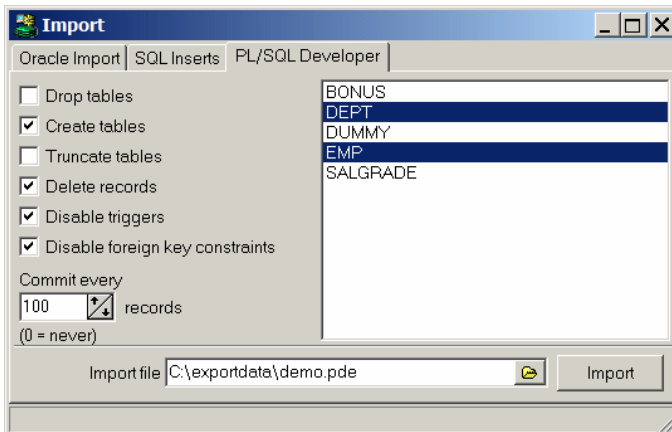 Import
Oracle Import SQL Inserts PL/SQL Developer
Drop tables
Create tables
Truncate tables
Delete records
Disable triggers
Disable foreign key constraints
Commit every
100 records
(0 = never)
BONUS
DEPT
DUMMY
EMP
SALGRADE
Import file C:\exportdata\demo.pde Import